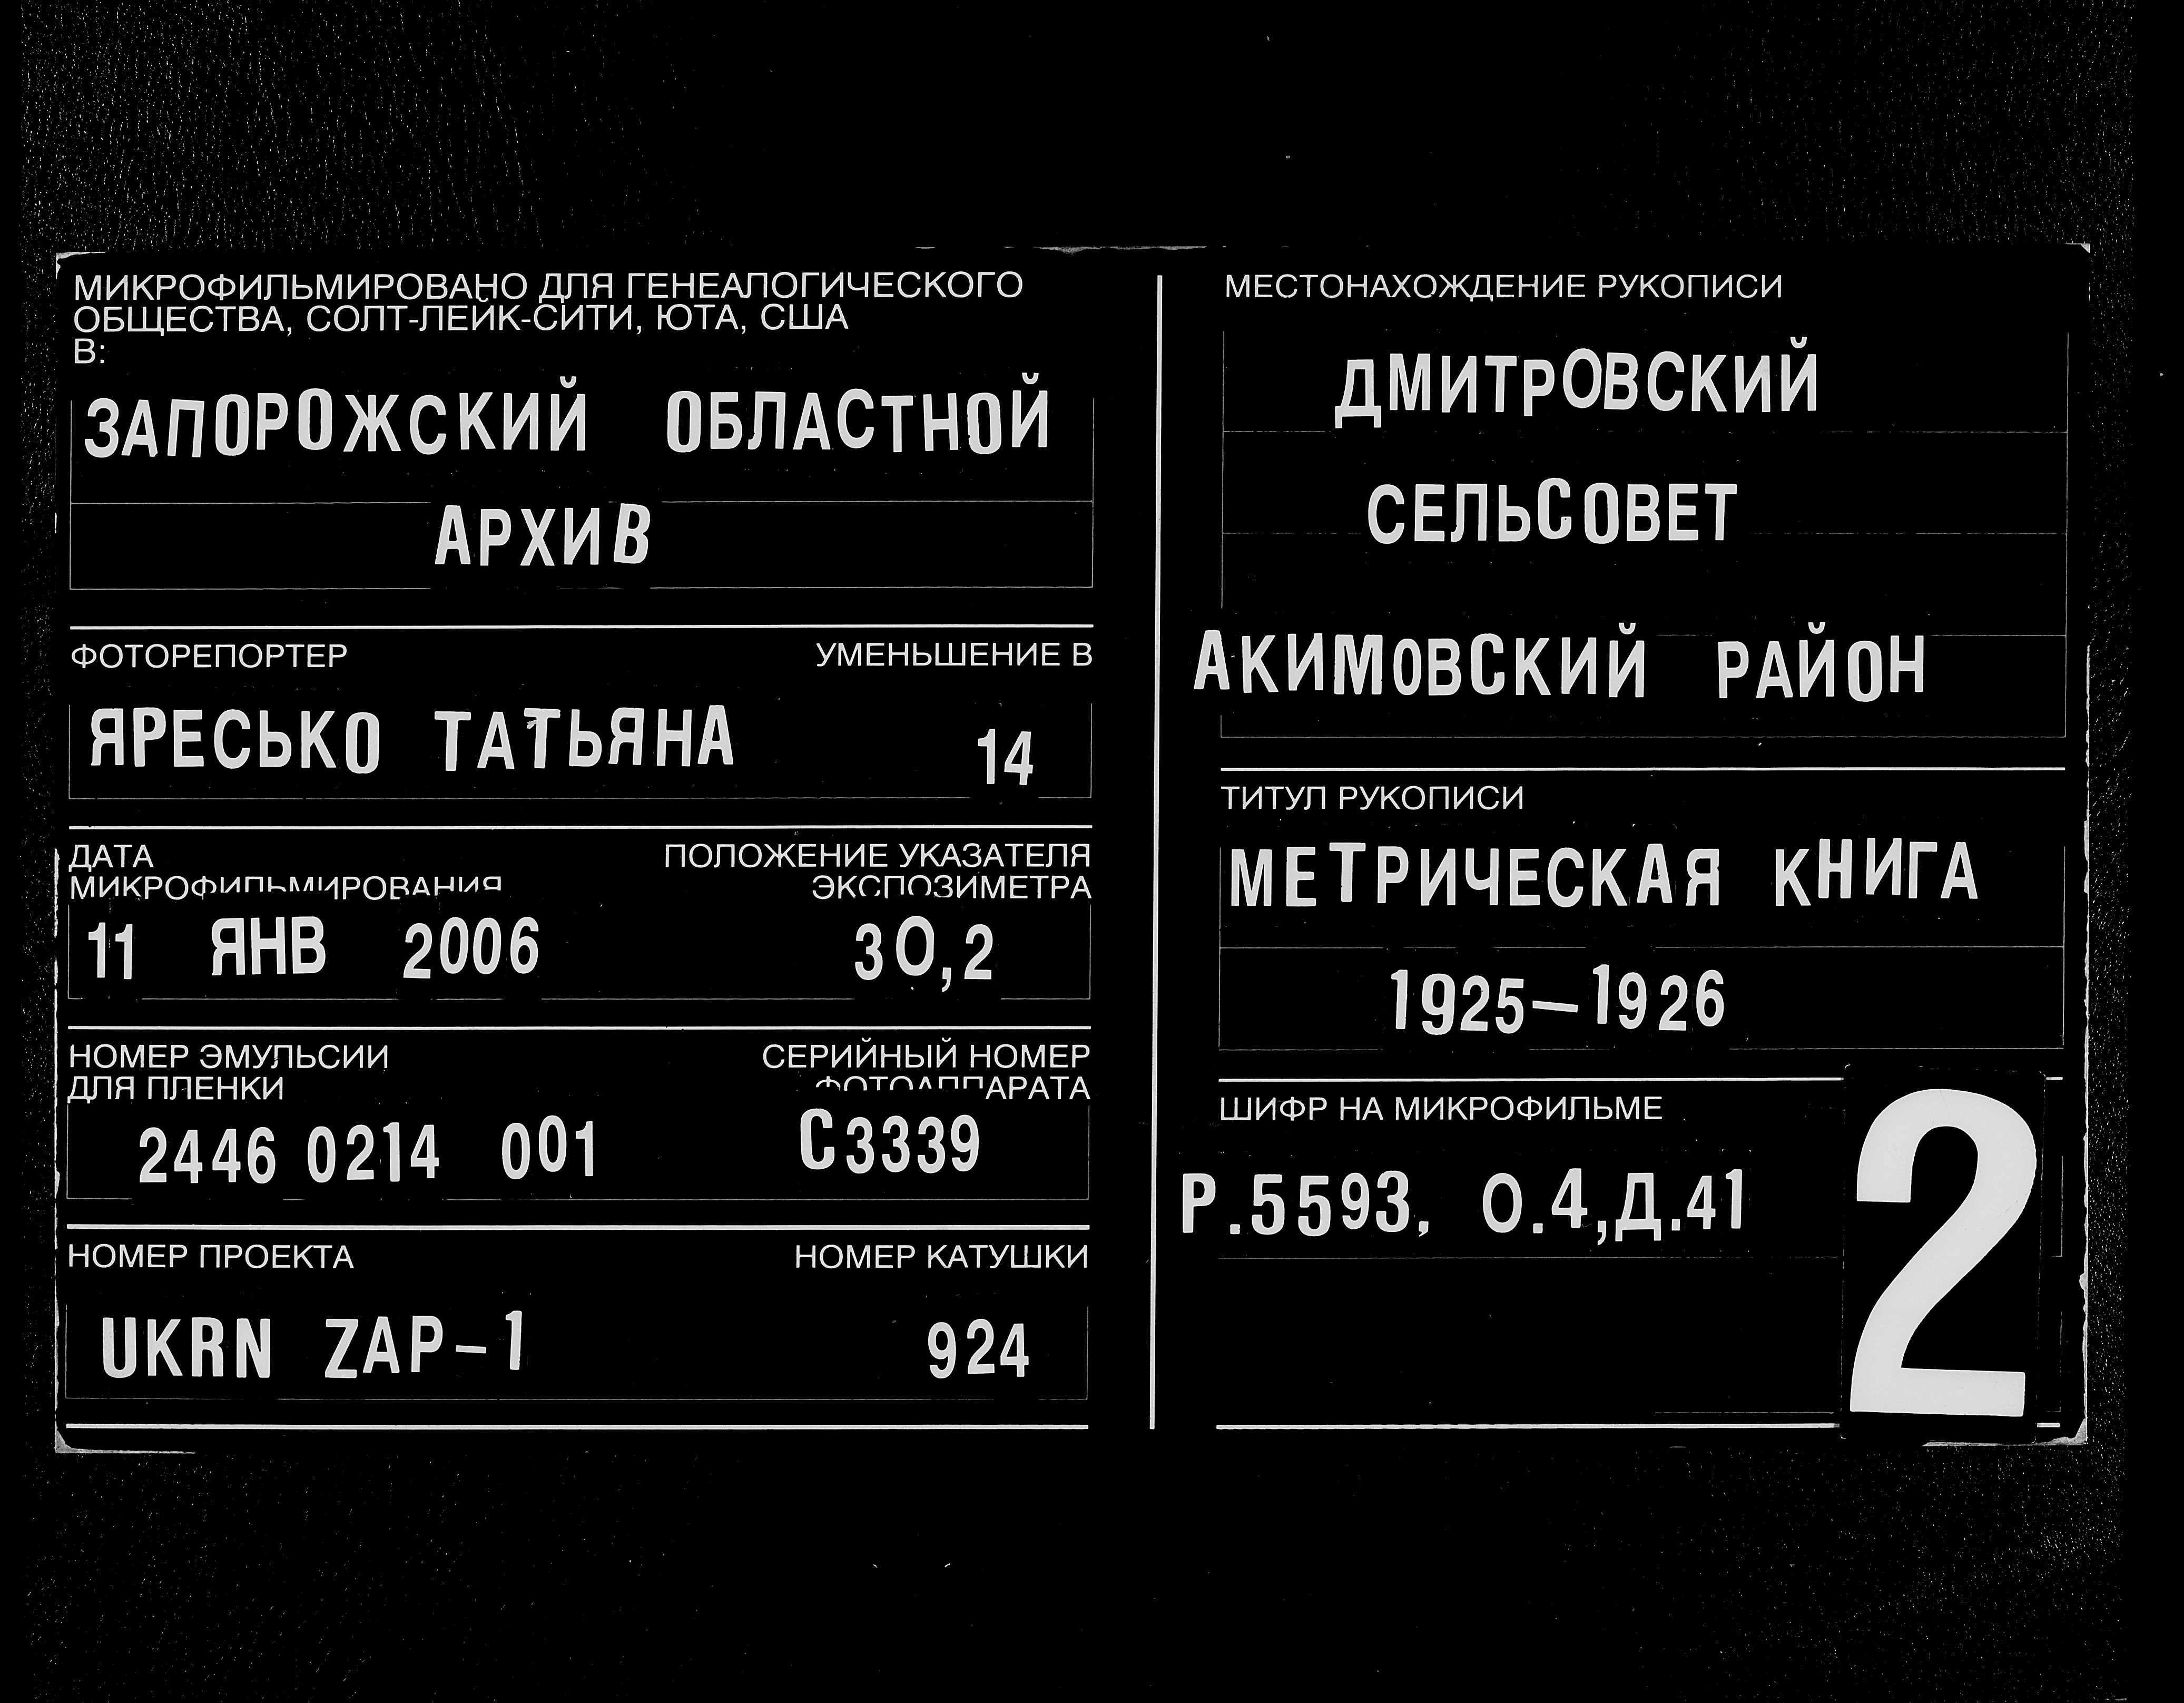 МИКРОФИЛЬМИРОВАНО ДЛЯ ГЕНЕАЛОГИЧЕСКОГО
ОБЩЕСТВА, СОЛТ-ЛЕЙК-СИТИ, ЮТА, США
В:
ЗАПОРОЖСКИЙ ОБЛАСТНОЙ
АРХИВ
ФОТОРЕПОРТЕР УМЕНЬШЕНИЕ В
ЯРЕСЬКО ТАТЬЯНА 14
ДАТА
МИКРОФИЛЬМИРОВАНИЯ
ПОЛОЖЕНИЕ УКАЗАТЕЛЯ
ЭКСПОЗИМЕТРА
11 ЯНВ 2006 30,2
НОМЕР ЭМУЛЬСИИ
ДЛЯ ПЛЕНКИ
СЕРИЙНЫЙ НОМЕР
ФОТОАППАРАТА
2446 0214 001 С3339
НОМЕР ПРОЕКТА НОМЕР КАТУШКИ
UKRN ZAP-1 924
МЕСТОНАХОЖДЕНИЕ РУКОПИСИ
ДМИТРОВСКИЙ
СЕЛЬСОВЕТ
АКИМОВСКИЙ РАЙОН
ТИТУЛ РУКОПИСИ
МЕТРИЧЕСКАЯ КНИГА
1925—1926
ШИФР НА МИКРОФИЛЬМЕ
Р.5593, О.4,Д.41
2